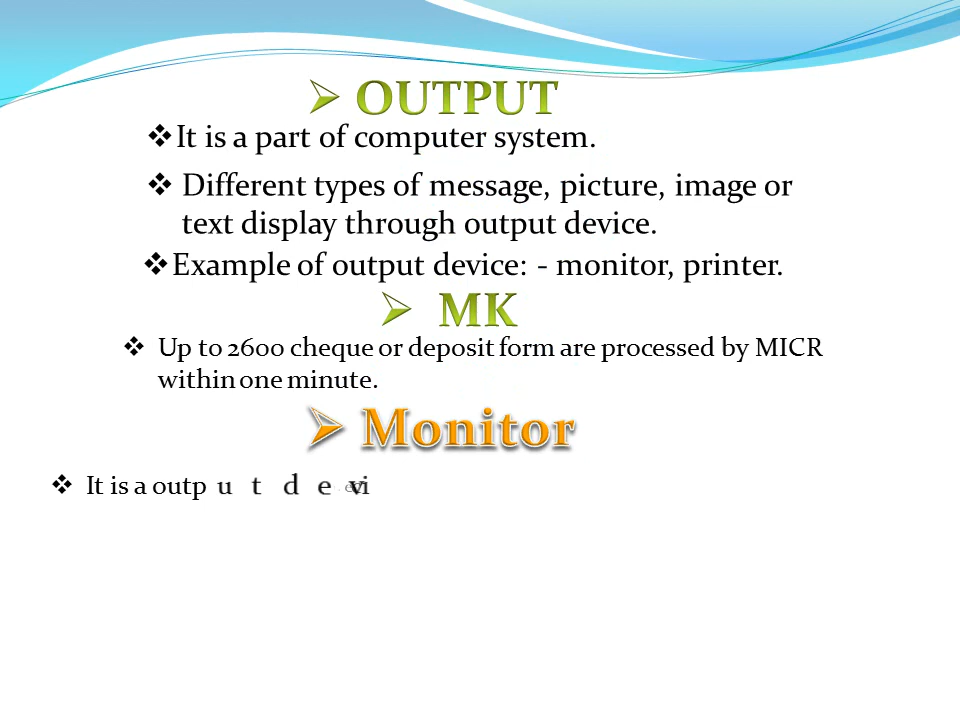 OUTPUT
It is a part of computer system.
Different types of message, picture, image or
text display through output device.
Example of output device: - monitor, printer.
MK
Up to 2600 cheque or deposit form are processed by MICR
within one minute.
Monitor
It is a output